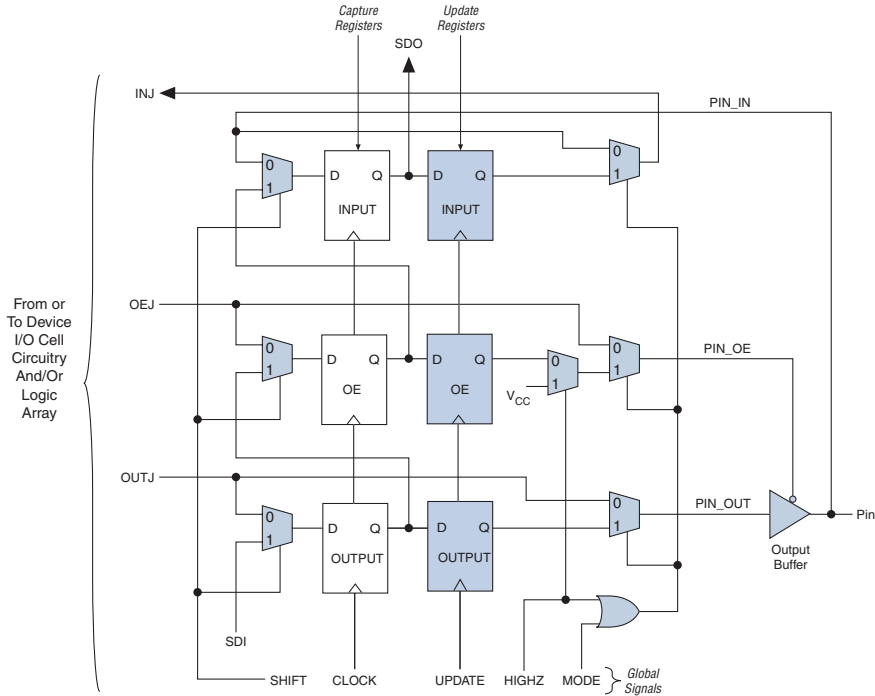 Capture
Registers
Update
Registers
SDO
INJ
PIN_IN
0
1
D Q
INPUT
D Q
INPUT
0
1
From or
To Device
I/O Cell
Circuitry
And/Or
Logic
Array
OEJ
0
1
D Q
OE
D Q
OE
0
1
VCC
0
1
PIN_OE
OUTJ
0
1
D Q
OUTPUT
D Q
OUTPUT
0
1
PIN_OUT
Pin
Output
Buffer
SDI
SHIFT
CLOCK
UPDATE
HIGHZ
MODE
Global
Signals